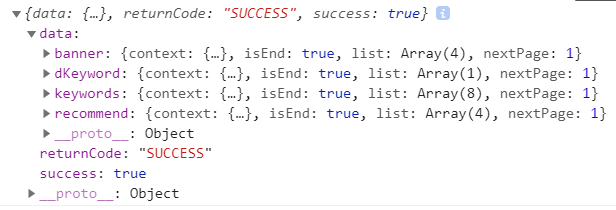 {data: {…}, returnCode: "SUCCESS", success: true} i
data:
banner: {context: {…}, isEnd: true, list: Array(4), nextPage: 1}
dKeyword: {context: {…}, isEnd: true, list: Array(1), nextPage: 1}
keywords: {context: {…}, isEnd: true, list: Array(8), nextPage: 1}
recommend: {context: {…}, isEnd: true, list: Array(4), nextPage: 1}
__proto__: Object
returnCode: "SUCCESS"
success: true
__proto__: Object